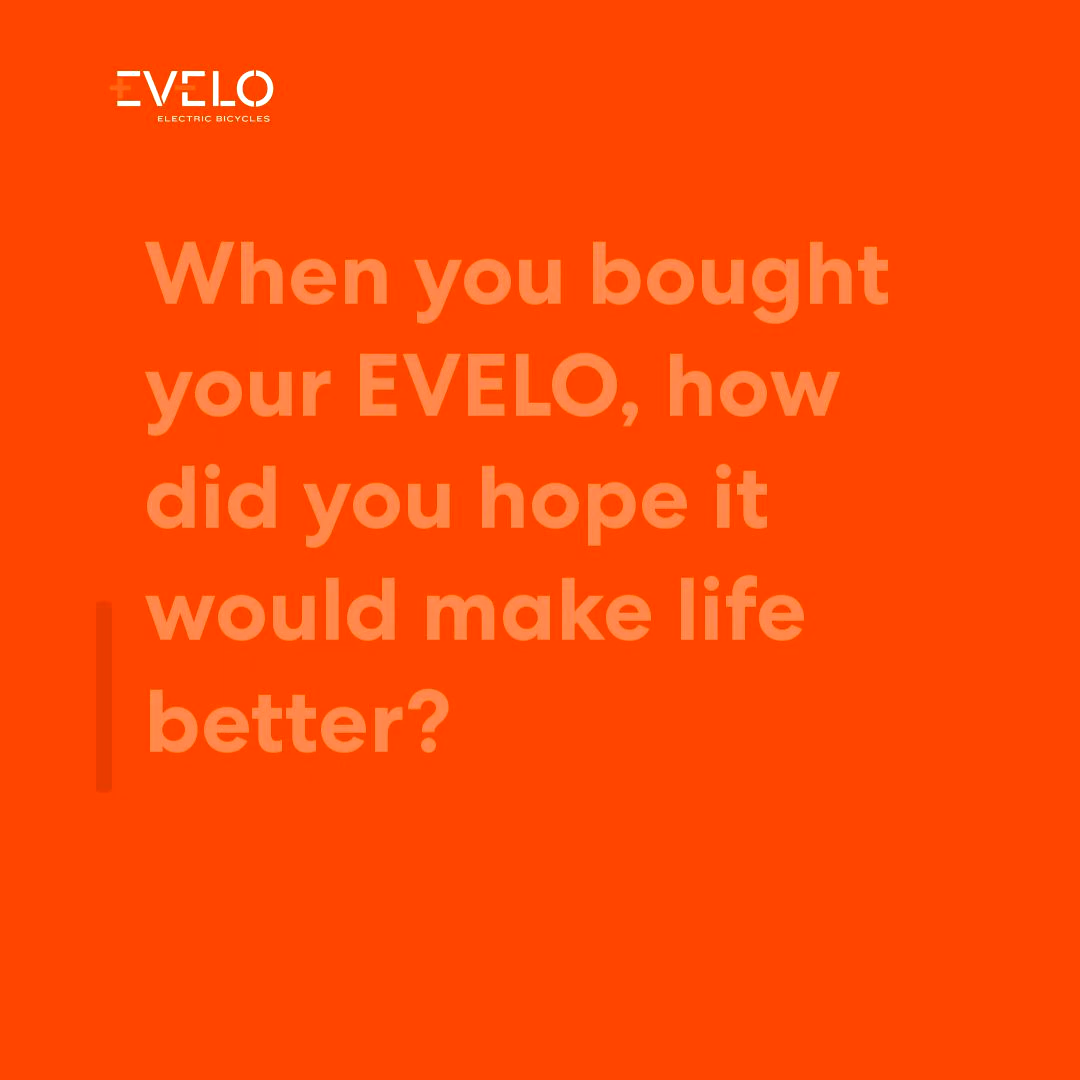 EVELO
ELECTRIC BICYCLES
When you bought
your EVELO, how
did you hope it
would make life
better?